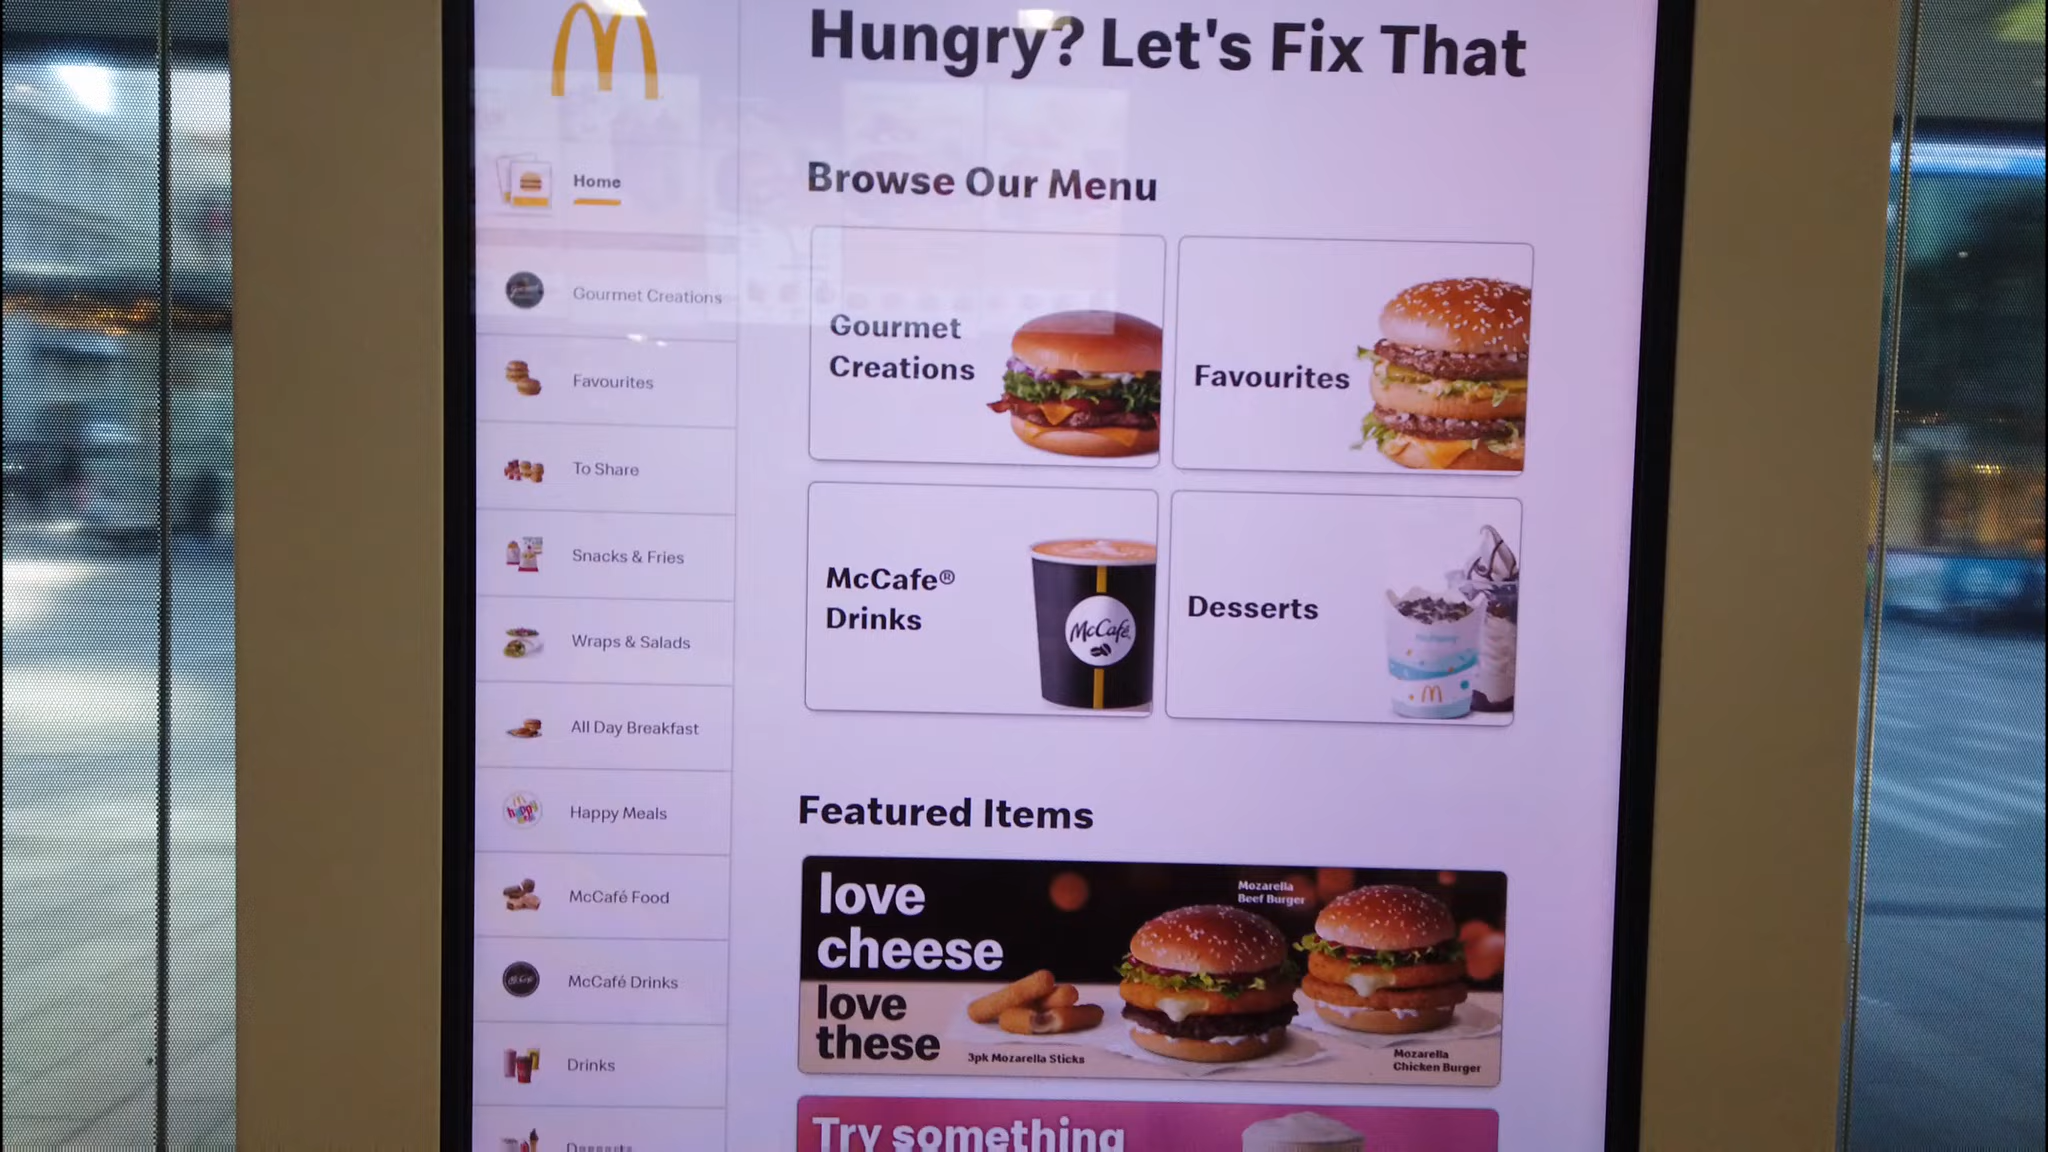 Hungry? Let's Fix That
Home
Gourmet Creations
Favourites
To Share
Snacks & Fries
Wraps & Salads
All Day Breakfast
Happy Meals
McCafé Food
McCafé Drinks
Drinks
Desserts
Browse Our Menu
Gourmet
Creations
Favourites
McCafe®
Drinks
McCafé
Desserts
Featured Items
love
cheese
love
these
3pk Mozarella Sticks
Mozarella
Beef Burger
Mozarella
Chicken Burger
Try something